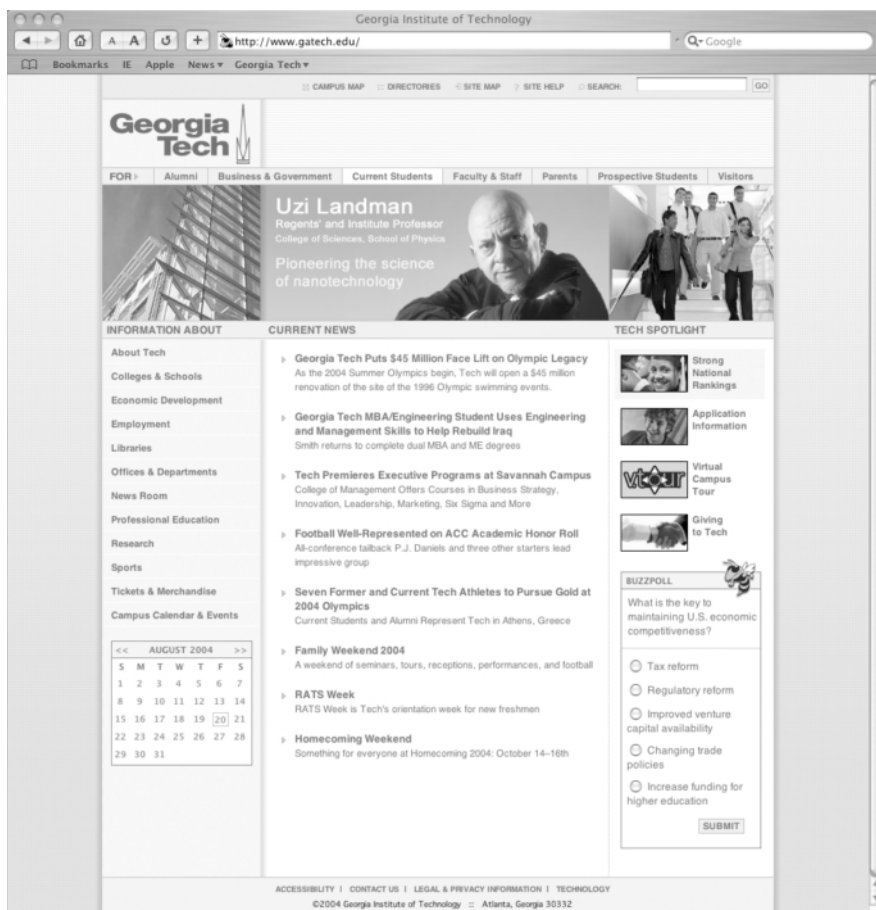 Georgia Institute of Technology
A A + http://www.gatech.edu/ Q Google
Bookmarks IE Apple News Georgia Tech
CAMPUS MAP :: DIRECTORIES SITE MAP ? SITE HELP SEARCH: GO
Georgia
Tech
FOR Alumni Business & Government Current Students Faculty & Staff Parents Prospective Students Visitors
Uzi Landman
Regents' and Institute Professor
College of Sciences, School of Physics
Pioneering the science
of nanotechnology
INFORMATION ABOUT
About Tech
Colleges & Schools
Economic Development
Employment
Libraries
Offices & Departments
News Room
Professional Education
Research
Sports
Tickets & Merchandise
Campus Calendar & Events
<< AUGUST 2004 >>
S M T W T F S
1 2 3 4 5 6 7
8 9 10 11 12 13 14
15 16 17 18 19 20 21
22 23 24 25 26 27 28
29 30 31
CURRENT NEWS
Georgia Tech Puts $45 Million Face Lift on Olympic Legacy
As the 2004 Summer Olympics begin, Tech will open a $45 million
renovation of the site of the 1996 Olympic swimming events.
Georgia Tech MBA/Engineering Student Uses Engineering
and Management Skills to Help Rebuild Iraq
Smith returns to complete dual MBA and ME degrees
Tech Premieres Executive Programs at Savannah Campus
College of Management Offers Courses in Business Strategy,
Innovation, Leadership, Marketing, Six Sigma and More
Football Well-Represented on ACC Academic Honor Roll
All-conference tailback P.J. Daniels and three other starters lead
impressive group
Seven Former and Current Tech Athletes to Pursue Gold at
2004 Olympics
Current Students and Alumni Represent Tech in Athens, Greece
Family Weekend 2004
A weekend of seminars, tours, receptions, performances, and football
RATS Week
RATS Week is Tech's orientation week for new freshmen
Homecoming Weekend
Something for everyone at Homecoming 2004: October 14–16th
TECH SPOTLIGHT
Strong
National
Rankings
Application
Information
v.tour
Virtual
Campus
Tour
Giving
to Tech
BUZZPOLL
What is the key to
maintaining U.S. economic
competitiveness?
Tax reform
Regulatory reform
Improved venture
capital availability
Changing trade
policies
Increase funding for
higher education
SUBMIT
ACCESSIBILITY | CONTACT US | LEGAL & PRIVACY INFORMATION | TECHNOLOGY
©2004 Georgia Institute of Technology :: Atlanta, Georgia 30332